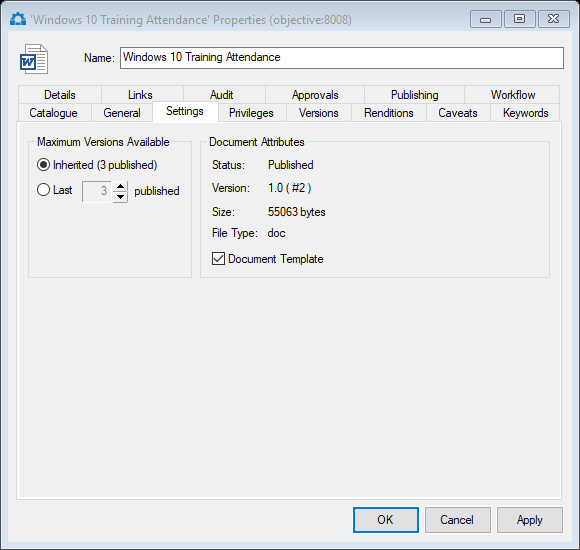 'Windows 10 Training Attendance' Properties (objective:8008)
W
Name: Windows 10 Training Attendance
Details Links Audit Approvals Publishing Workflow
Catalogue General Settings Privileges Versions Renditions Caveats Keywords
Maximum Versions Available
Inherited (3 published)
Last 3 published
Document Attributes
Status: Published
Version: 1.0 ( #2 )
Size: 55063 bytes
File Type: doc
Document Template
OK Cancel Apply